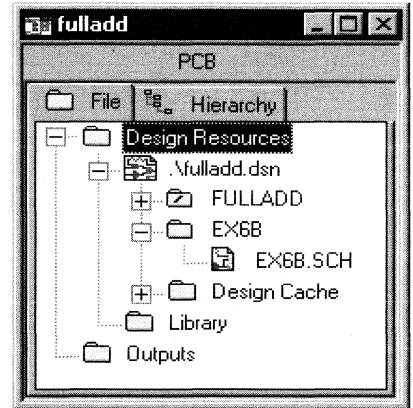 fulladd
PCB
File Hierarchy
Design Resources
.\fulladd.dsn
FULLADD
EX6B
EX6B.SCH
Design Cache
Library
Outputs